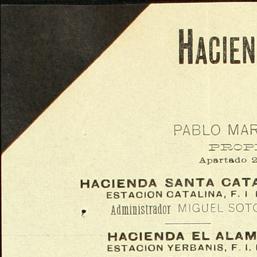 HACIEN
PABLO MAR
PROP
Apartado 2
HACIENDA SANTA CATA
ESTACION CATALINA, F. I
Administrador MIGUEL SOTO
HACIENDA EL ALAM
ESTACION YERBANIS, F. I.